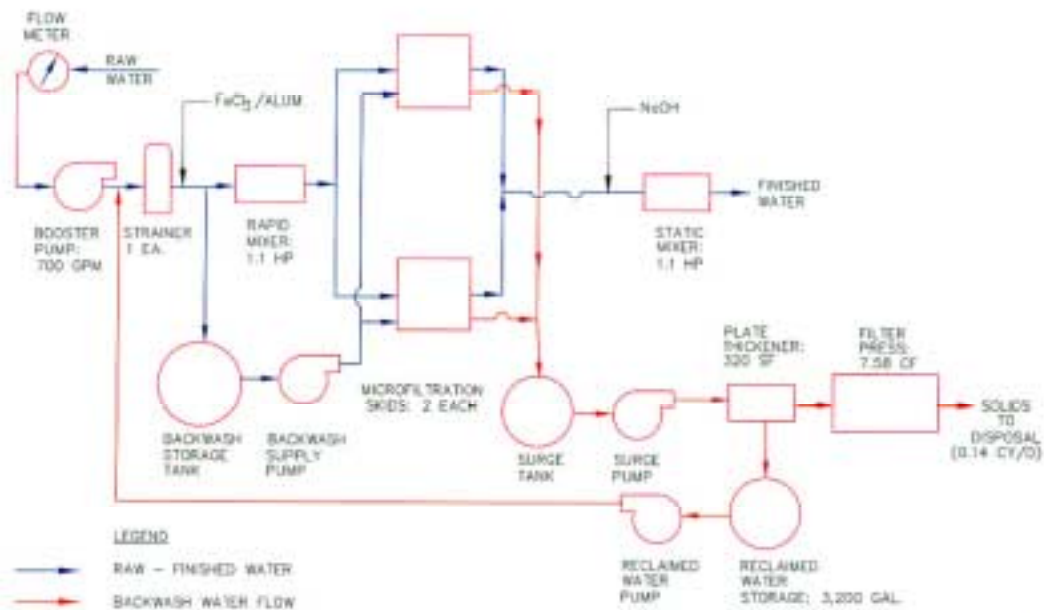 FLOW
METER
RAW
WATER
FeCl3/ALUM
NaOH
BOOSTER
PUMP:
700 GPM
STRAINER
1 EA.
RAPID
MIXER:
1.1 HP
STATIC
MIXER:
1.1 HP
FINISHED
WATER
MICROFILTRATION
SKIDS: 2 EACH
BACKWASH
STORAGE
TANK
BACKWASH
SUPPLY
PUMP
SURGE
TANK
SURGE
PUMP
PLATE
THICKENER:
320 SF
FILTER
PRESS:
7.58 CF
SOLIDS
TO
DISPOSAL
(0.14 CY/D)
RECLAIMED
WATER
PUMP
RECLAIMED
WATER
STORAGE: 3,200 GAL.
LEGEND
RAW - FINISHED WATER
BACKWASH WATER FLOW